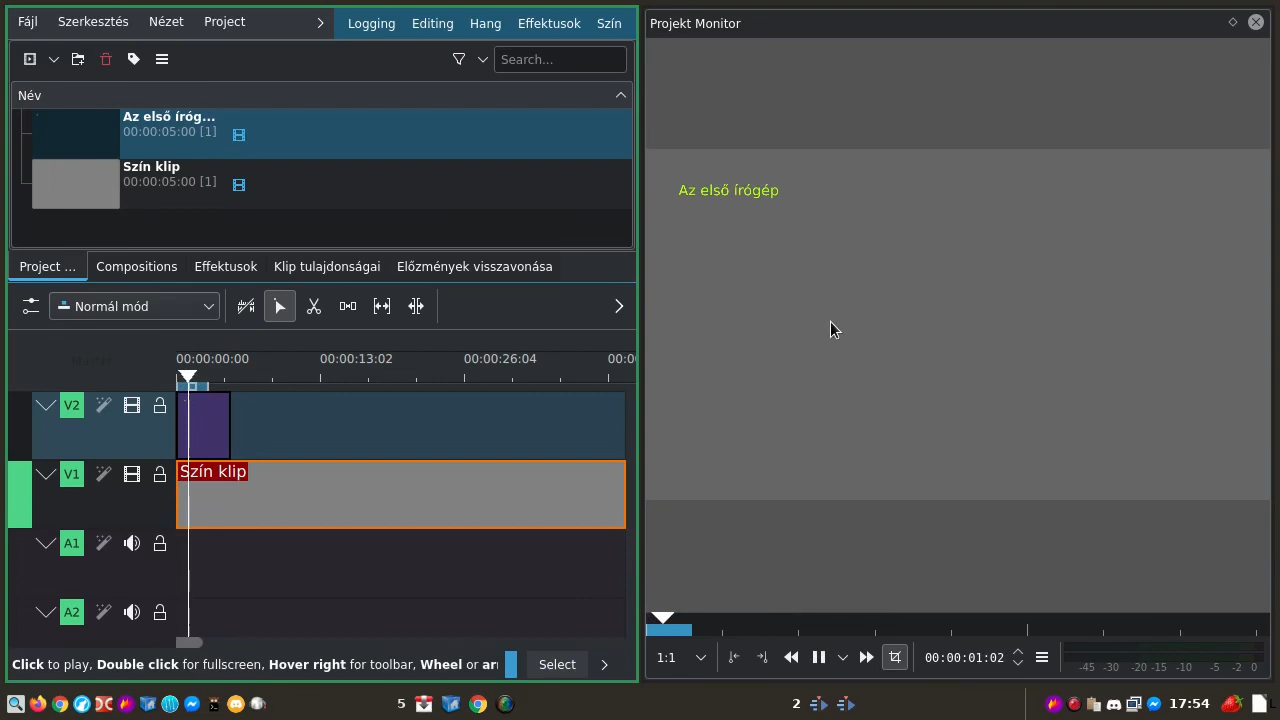 Fájl Szerkesztés Nézet Project Logging Editing Hang Effektusok Szín
Search...
Név
Az első íróg...
00:00:05:00 [1]
Szín klip
00:00:05:00 [1]
Project ... Compositions Effektusok Klip tulajdonságai Előzmények visszavonása
Normál mód
00:00:00:00 00:00:13:02 00:00:26:04 00:00
V2
V1
Szín klip
A1
A2
Click to play, Double click for fullscreen, Hover right for toolbar, Wheel or ar
Select
Projekt Monitor
Az első írógép
1:1
00:00:01:02
-45 -30 -20 -15 -10 -5 -2 0
5
2
17:54